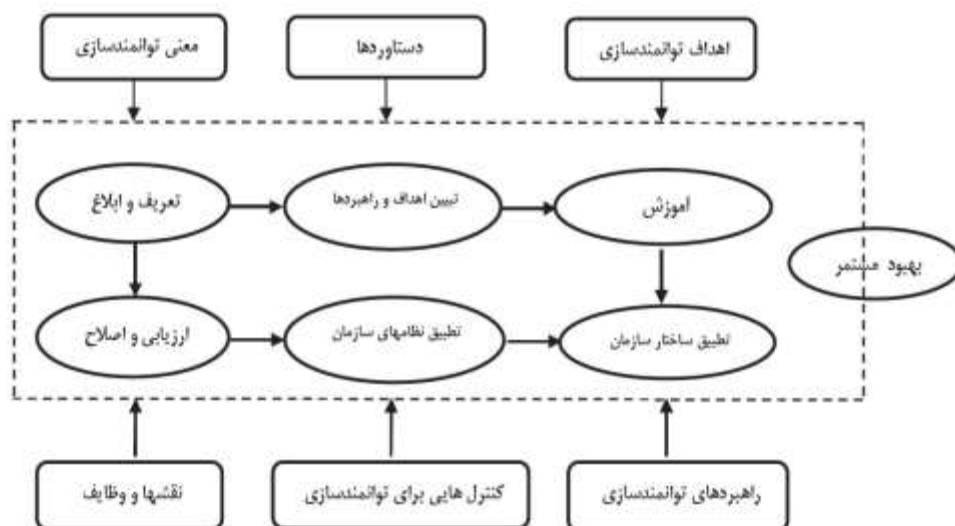 اهداف توانمندسازی
دستاوردها
معنی توانمندسازی
آموزش
تبیین اهداف و راهبردها
تعریف و ابلاغ
بهبود مستمر
تطبیق ساختار سازمان
تطبیق نظامهای سازمان
ارزیابی و اصلاح
راهبردهای توانمندسازی
کنترل هایی برای توانمندسازی
نقشها و وظایف